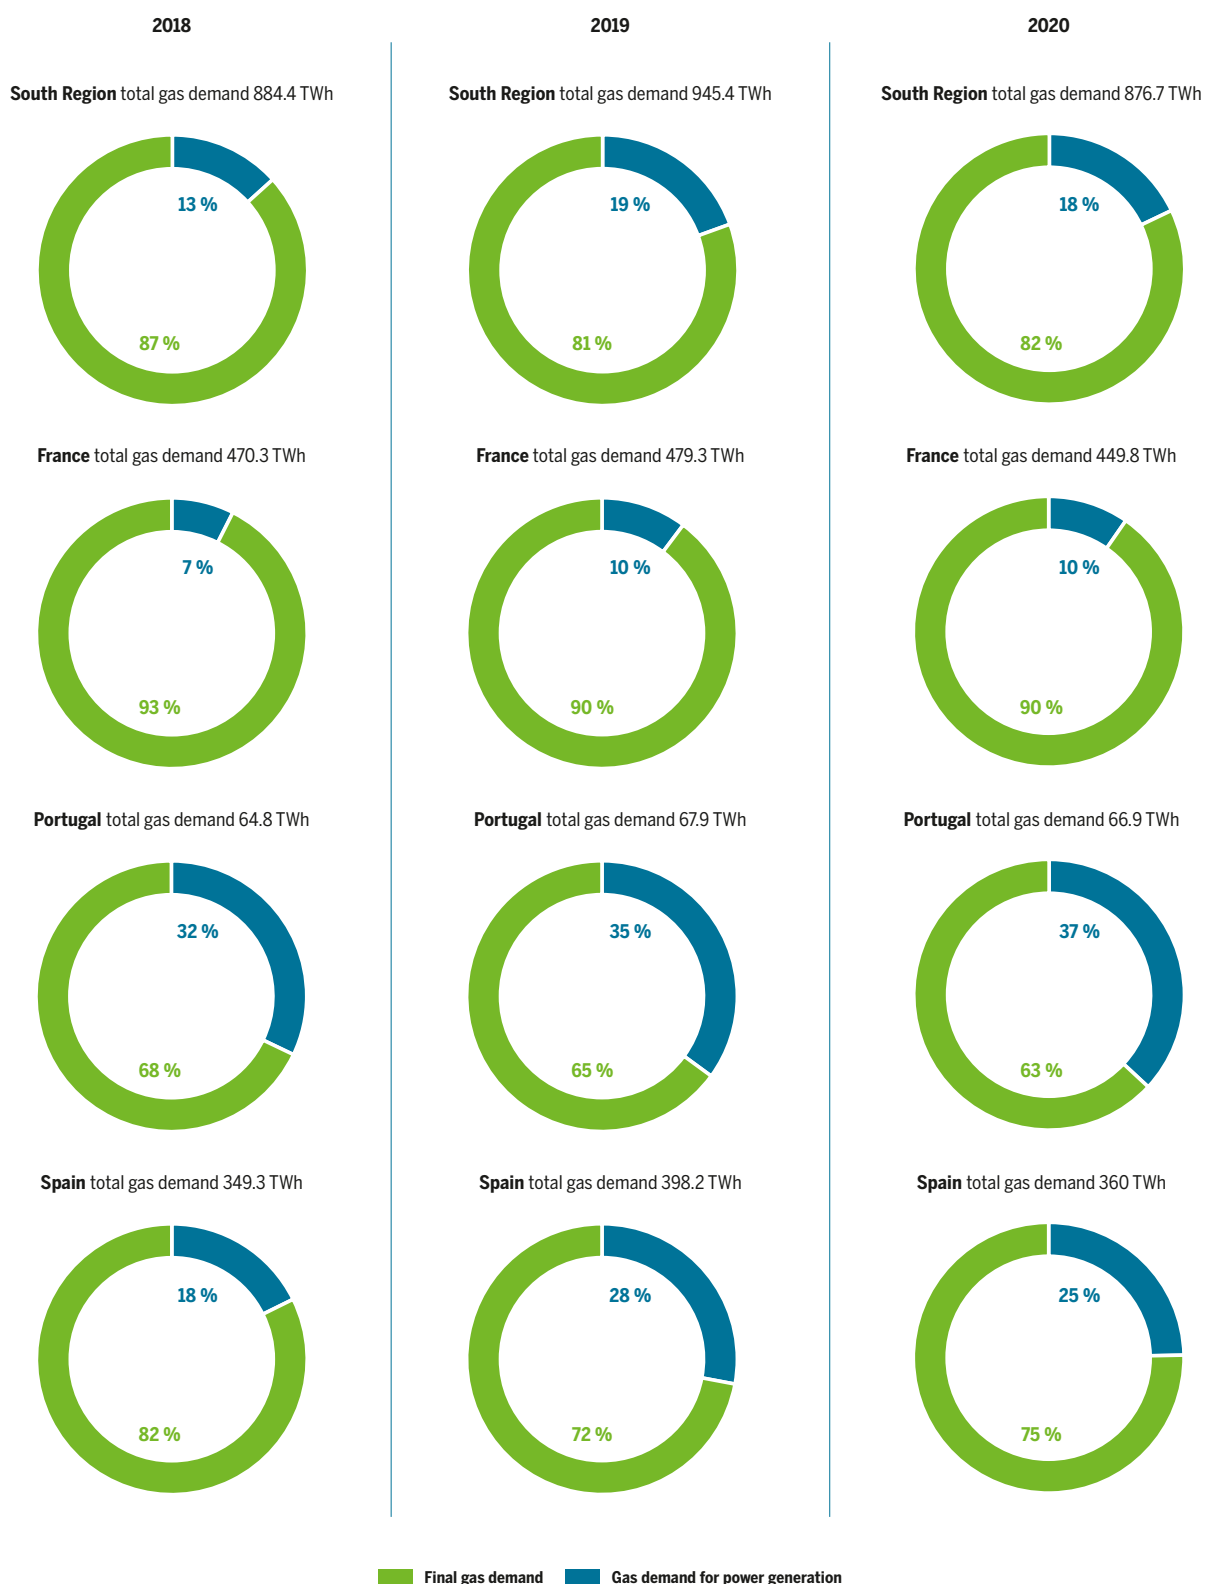 2018
2019
2020
South Region total gas demand 884.4 TWh
South Region total gas demand 945.4 TWh
South Region total gas demand 876.7 TWh
13 %
19 %
18 %
87 %
81 %
82 %
France total gas demand 470.3 TWh
France total gas demand 479.3 TWh
France total gas demand 449.8 TWh
7 %
10 %
10 %
93 %
90 %
90 %
Portugal total gas demand 64.8 TWh
Portugal total gas demand 67.9 TWh
Portugal total gas demand 66.9 TWh
32 %
35 %
37 %
68 %
65 %
63 %
Spain total gas demand 349.3 TWh
Spain total gas demand 398.2 TWh
Spain total gas demand 360 TWh
18 %
28 %
25 %
82 %
72 %
75 %
Final gas demand
Gas demand for power generation